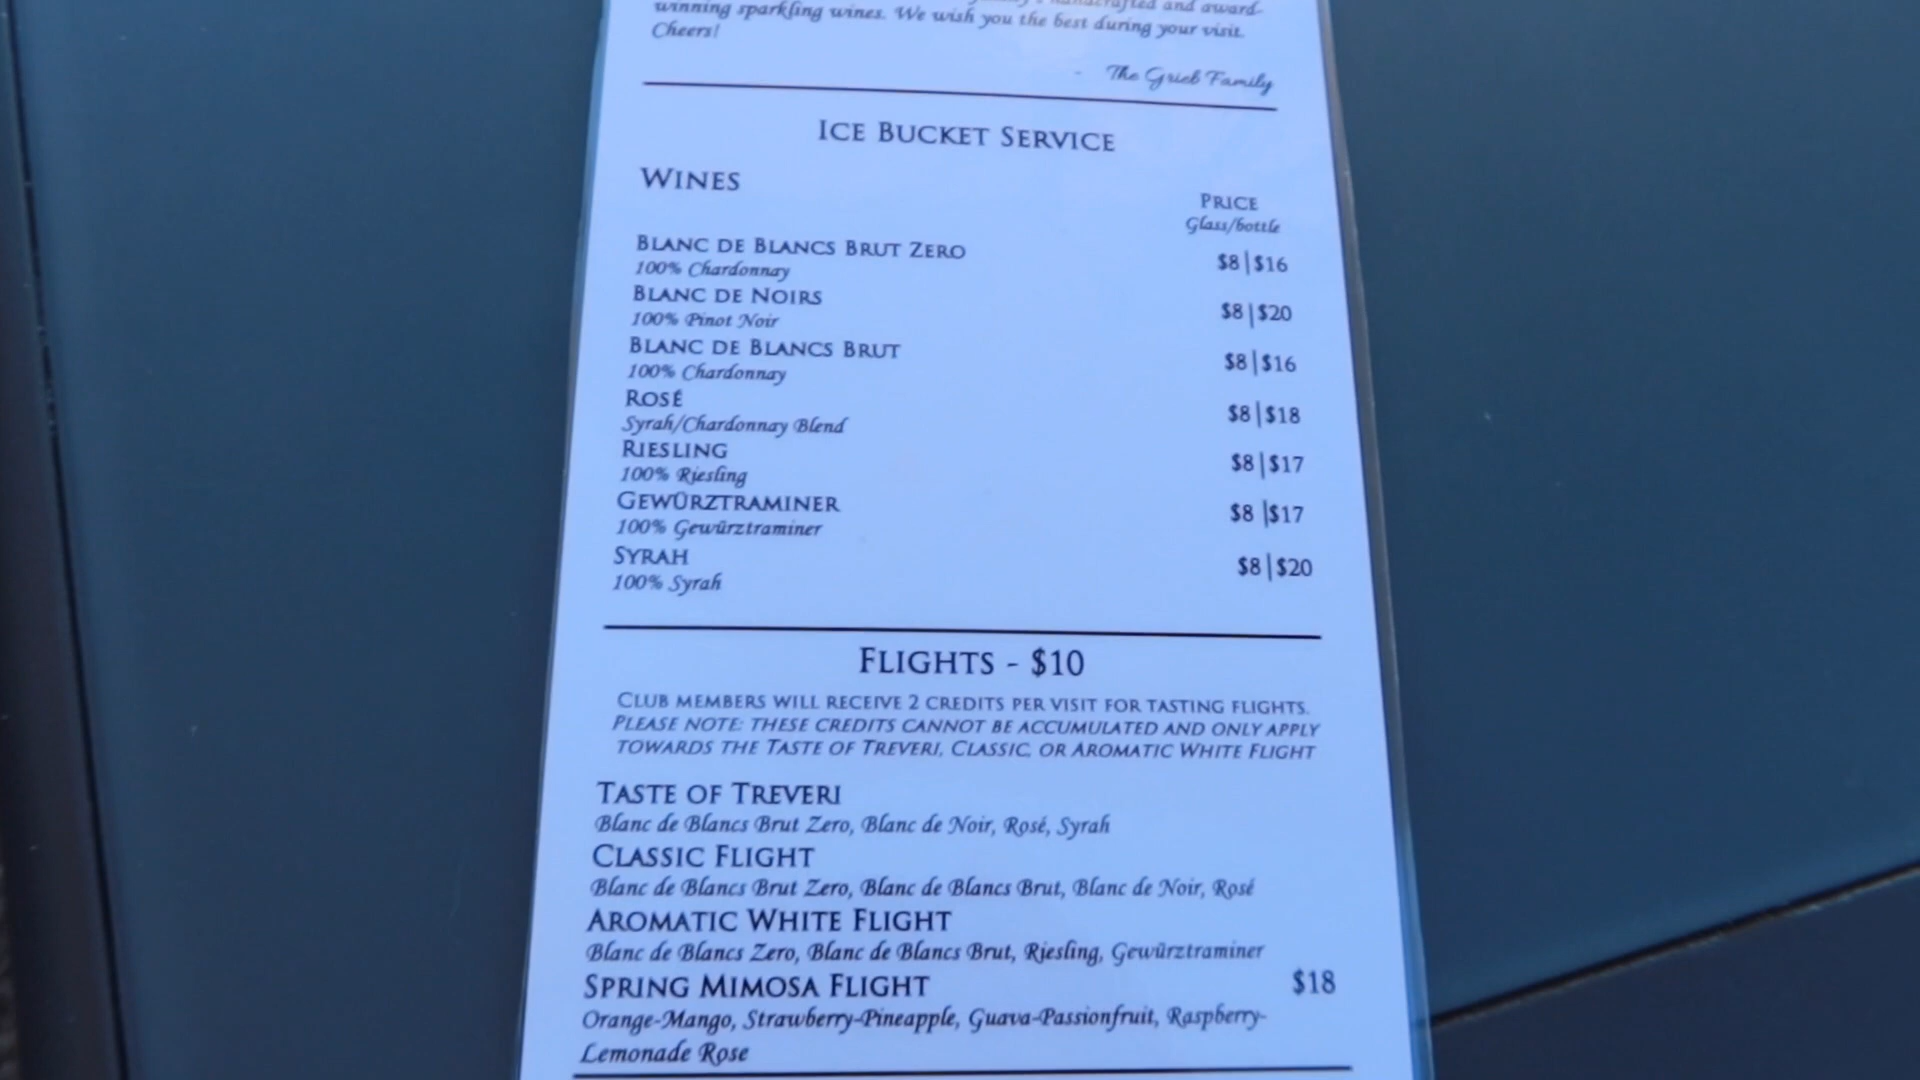 handcrafted and award-
winning sparkling wines. We wish you the best during your visit.
Cheers!
- The Grieb Family
ICE BUCKET SERVICE
WINES
PRICE
Glass/bottle
BLANC DE BLANCS BRUT ZERO
$8|$16
100% Chardonnay
BLANC DE NOIRS
$8|$20
100% Pinot Noir
BLANC DE BLANCS BRUT
$8|$16
100% Chardonnay
ROSÉ
$8|$18
Syrah/Chardonnay Blend
RIESLING
$8|$17
100% Riesling
GEWÜRZTRAMINER
$8 |$17
100% Gewürztraminer
SYRAH
$8|$20
100% Syrah
FLIGHTS - $10
CLUB MEMBERS WILL RECEIVE 2 CREDITS PER VISIT FOR TASTING FLIGHTS.
PLEASE NOTE: THESE CREDITS CANNOT BE ACCUMULATED AND ONLY APPLY
TOWARDS THE TASTE OF TREVERI, CLASSIC, OR AROMATIC WHITE FLIGHT
TASTE OF TREVERI
Blanc de Blancs Brut Zero, Blanc de Noir, Rosé, Syrah
CLASSIC FLIGHT
Blanc de Blancs Brut Zero, Blanc de Blancs Brut, Blanc de Noir, Rosé
AROMATIC WHITE FLIGHT
Blanc de Blancs Zero, Blanc de Blancs Brut, Riesling, Gewürztraminer
SPRING MIMOSA FLIGHT $18
Orange-Mango, Strawberry-Pineapple, Guava-Passionfruit, Raspberry-
Lemonade Rose